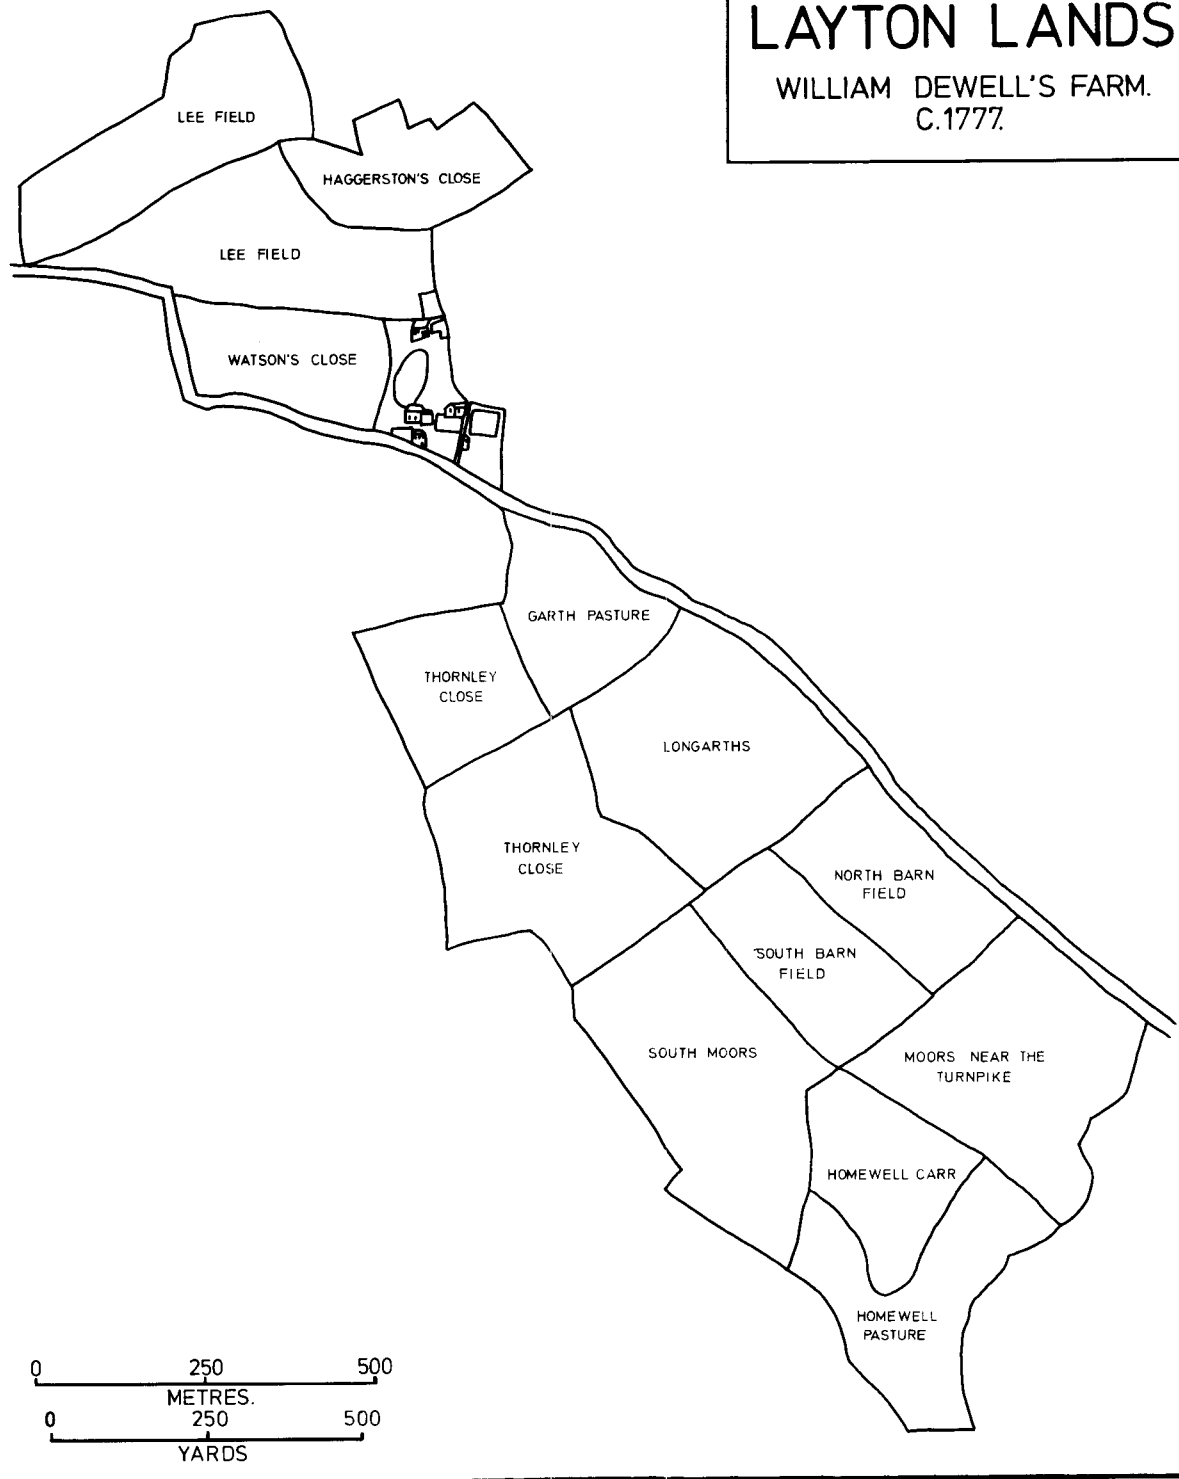 LAYTON LANDS
WILLIAM DEWELL'S FARM.
C.1777.
LEE FIELD
HAGGERSTON'S CLOSE
LEE FIELD
WATSON'S CLOSE
GARTH PASTURE
THORNLEY
CLOSE
LONGARTHS
THORNLEY
CLOSE
NORTH BARN
FIELD
SOUTH BARN
FIELD
SOUTH MOORS
MOORS NEAR THE
TURNPIKE
HOMEWELL CARR
HOMEWELL
PASTURE
0 250 500
METRES.
0 250 500
YARDS